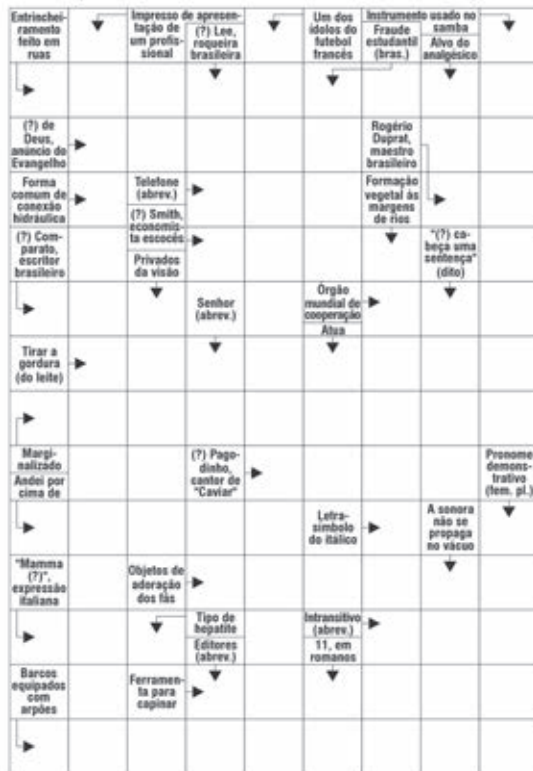 Entrincheiramento
feito em
ruas
Impresso de apresen-
tação de
um profis-
sional
(?) Lee,
roqueira
brasileira
Um dos
ídolos do
futebol
francês
Instrumento usado no
samba
Fraude
estudantil
(bras.)
Alvo do
analgésico
(?) de
Deus,
anúncio do
Evangelho
Rogério
Duprat,
maestro
brasileiro
Forma
comum de
conexão
hidráulica
Telefone
(abrev.)
(?) Smith,
economis-
ta escocês
Formação
vegetal às
margens
de rios
(?) Com-
parato,
escritor
brasileiro
Privados
da visão
"(?) ca-
beça uma
sentença"
(dito)
Senhor
(abrev.)
Órgão
mundial de
cooperação
Atua
Tirar a
gordura
(do leite)
Margi-
nalizado
Andei por
cima de
(?) Pago-
dinho,
cantor de
"Caviar"
Pronome
demons-
trativo
(fem. pl.)
Letra-
símbolo
do itálico
A sonora
não se
propaga
no vácuo
"Mamma
(?)",
expressão
italiana
Objetos de
adoração
dos fãs
Tipo de
hepatite
Editores
(abrev.)
Intransitivo
(abrev.)
11, em
romanos
Barcos
equipados
com
arpões
Ferramen-
ta para
capinar